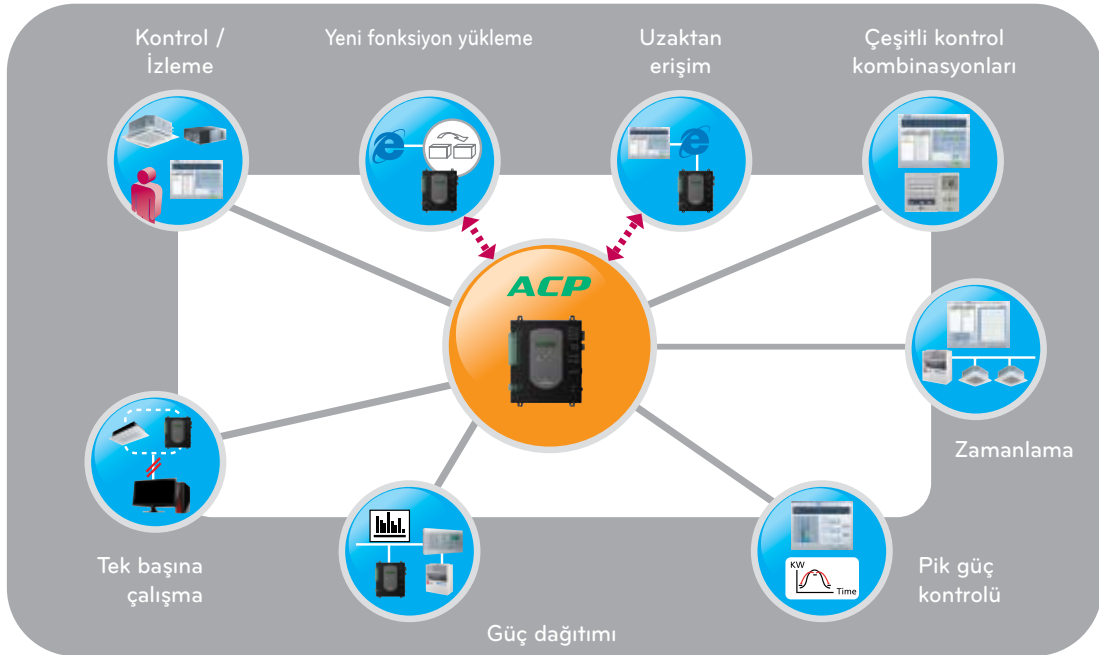 Kontrol /
İzleme
Yeni fonksiyon yükleme
Uzaktan
erişim
Çeşitli kontrol
kombinasyonları
ACP
Zamanlama
Tek başına
çalışma
KW
Time
Pik güç
kontrolü
Güç dağıtımı